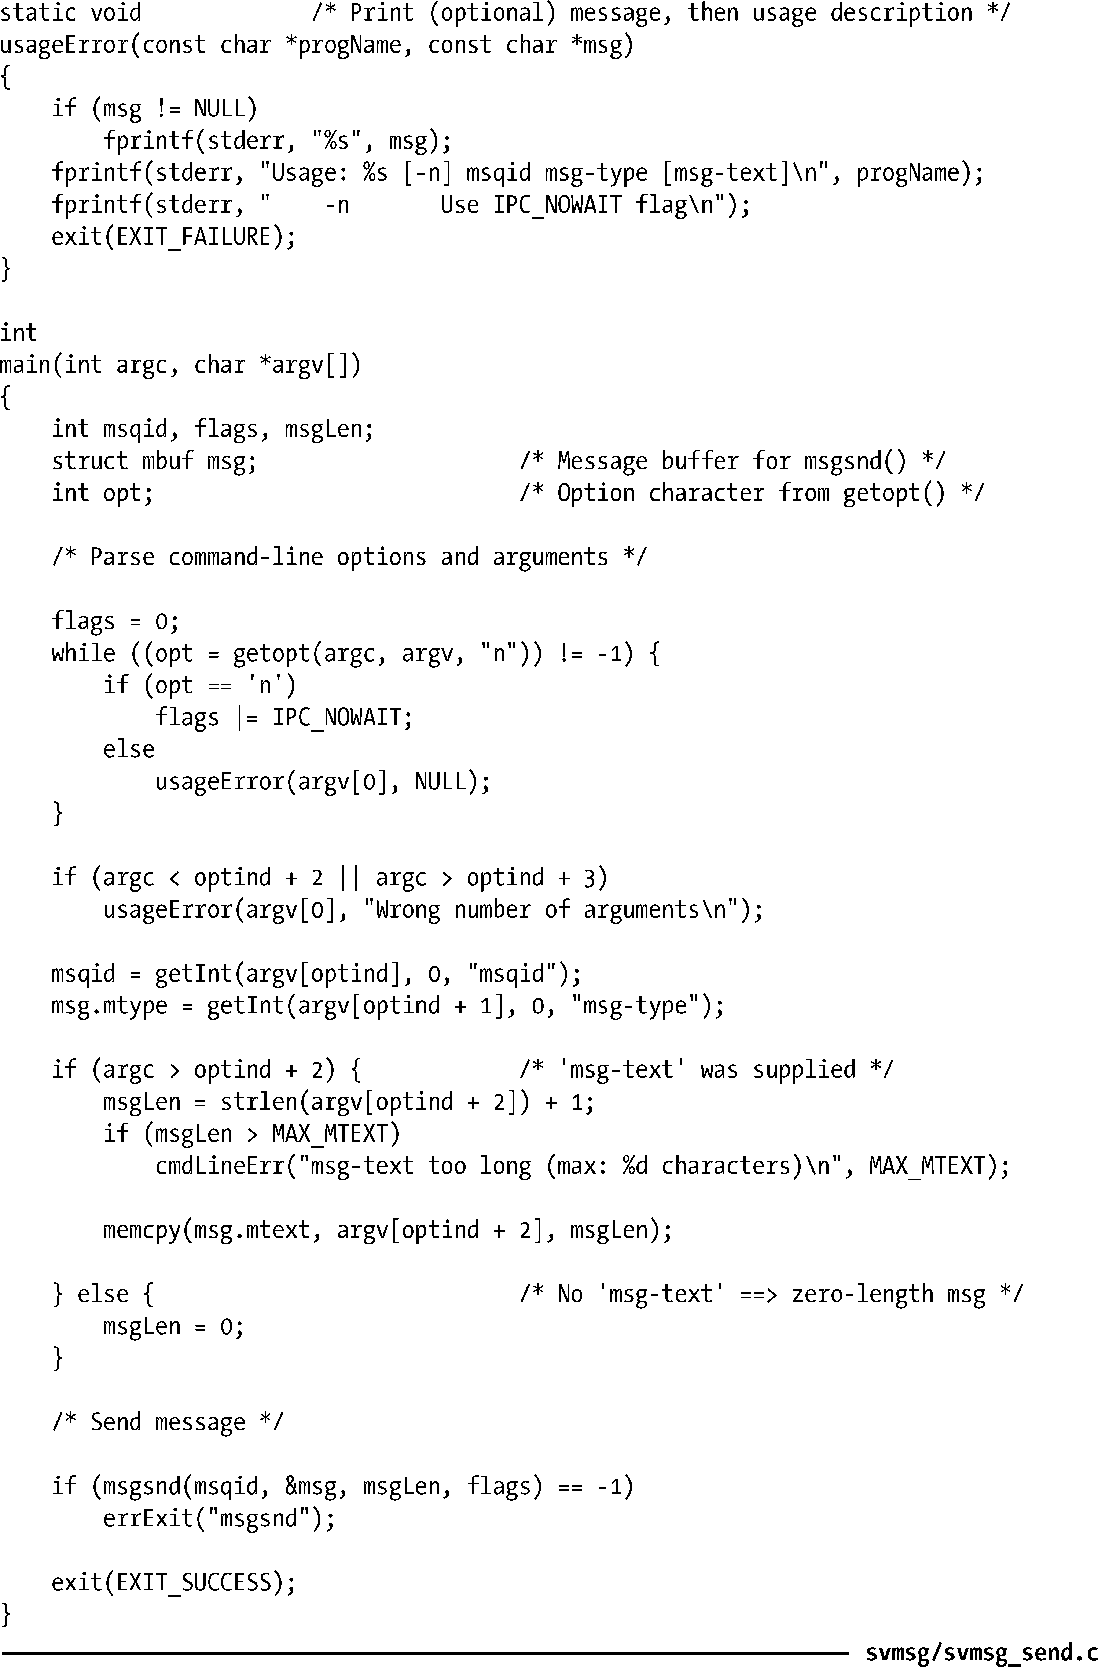 static void             /* Print (optional) message, then usage description */
usageError(const char *progName, const char *msg)
{
    if (msg != NULL)
        fprintf(stderr, "%s", msg);
    fprintf(stderr, "Usage: %s [-n] msqid msg-type [msg-text]\n", progName);
    fprintf(stderr, "    -n       Use IPC_NOWAIT flag\n");
    exit(EXIT_FAILURE);
}

int
main(int argc, char *argv[])
{
    int msqid, flags, msgLen;
    struct mbuf msg;                    /* Message buffer for msgsnd() */
    int opt;                            /* Option character from getopt() */

    /* Parse command-line options and arguments */

    flags = 0;
    while ((opt = getopt(argc, argv, "n")) != -1) {
        if (opt == 'n')
            flags |= IPC_NOWAIT;
        else
            usageError(argv[0], NULL);
    }

    if (argc < optind + 2 || argc > optind + 3)
        usageError(argv[0], "Wrong number of arguments\n");

    msqid = getInt(argv[optind], 0, "msqid");
    msg.mtype = getInt(argv[optind + 1], 0, "msg-type");

    if (argc > optind + 2) {            /* 'msg-text' was supplied */
        msgLen = strlen(argv[optind + 2]) + 1;
        if (msgLen > MAX_MTEXT)
            cmdLineErr("msg-text too long (max: %d characters)\n", MAX_MTEXT);

        memcpy(msg.mtext, argv[optind + 2], msgLen);

    } else {                            /* No 'msg-text' ==> zero-length msg */
        msgLen = 0;
    }

    /* Send message */

    if (msgsnd(msqid, &msg, msgLen, flags) == -1)
        errExit("msgsnd");

    exit(EXIT_SUCCESS);
}
svmsg/svmsg_send.c